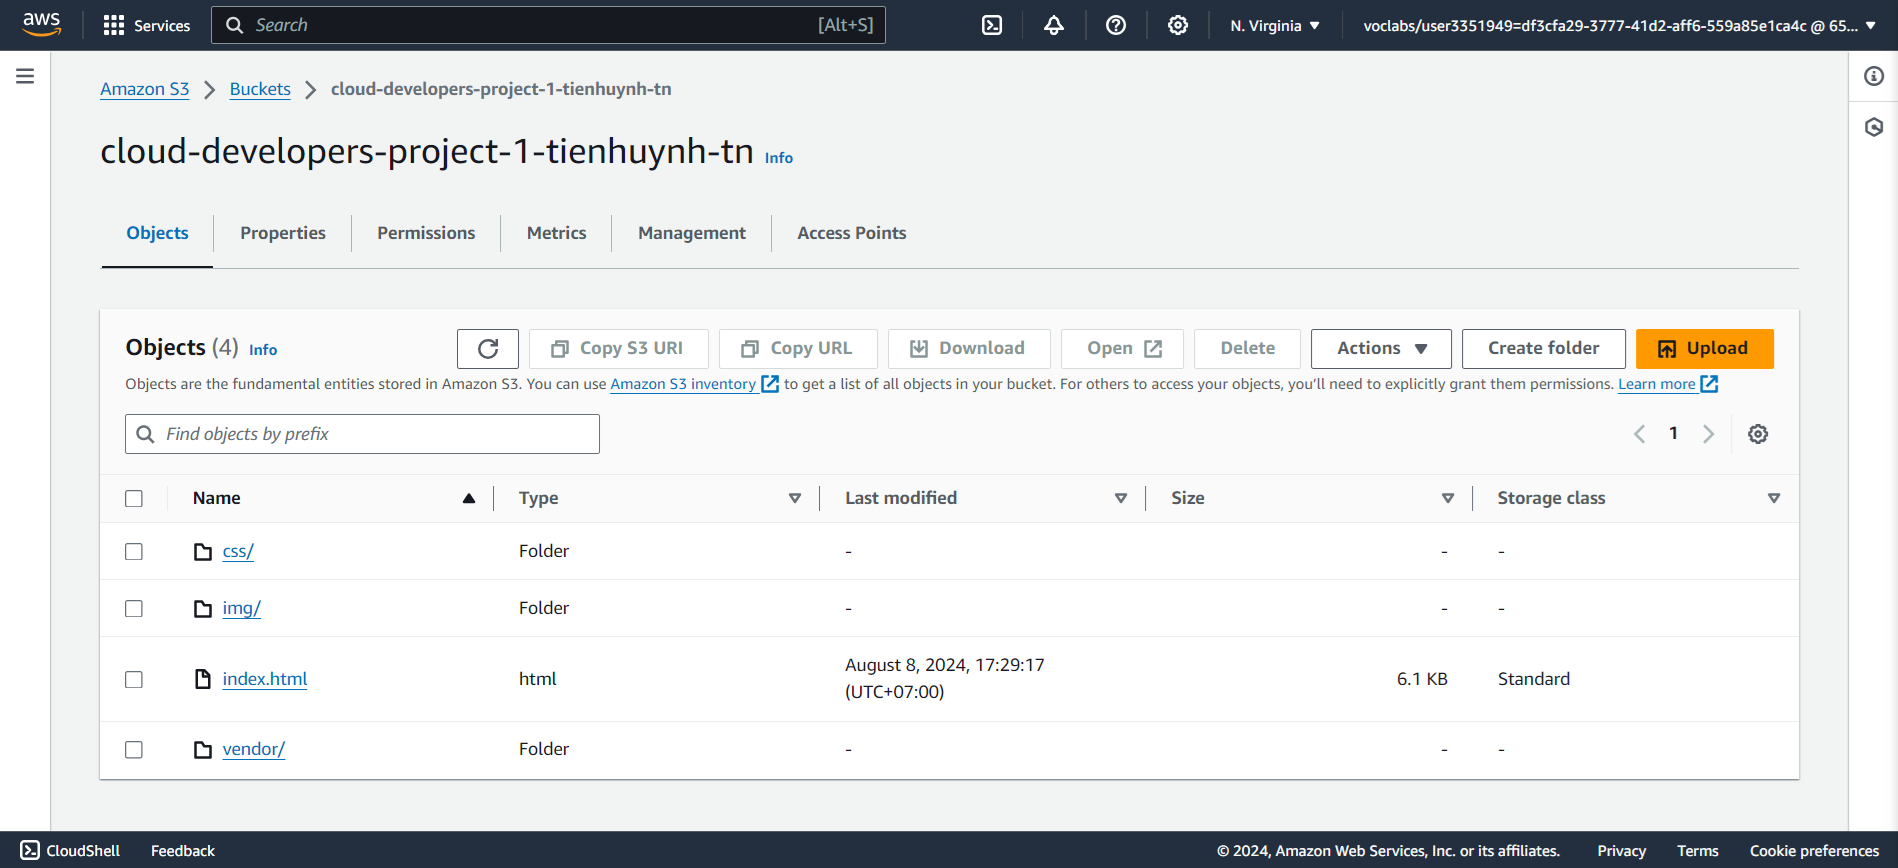 aws Services Search [Alt+S] N. Virginia voclabs/user3351949=df3cfa29-3777-41d2-aff6-559a85e1ca4c @ 65...
Amazon S3 Buckets cloud-developers-project-1-tienhuynh-tn
cloud-developers-project-1-tienhuynh-tn Info
Objects Properties Permissions Metrics Management Access Points
Objects (4) Info Copy S3 URI Copy URL Download Open Delete Actions Create folder Upload
Objects are the fundamental entities stored in Amazon S3. You can use Amazon S3 inventory to get a list of all objects in your bucket. For others to access your objects, you'll need to explicitly grant them permissions. Learn more
Find objects by prefix 1
Name Type Last modified Size Storage class
css/ Folder - - -
img/ Folder - - -
index.html html August 8, 2024, 17:29:17 (UTC+07:00) 6.1 KB Standard
vendor/ Folder - - -
CloudShell Feedback © 2024, Amazon Web Services, Inc. or its affiliates. Privacy Terms Cookie preferences